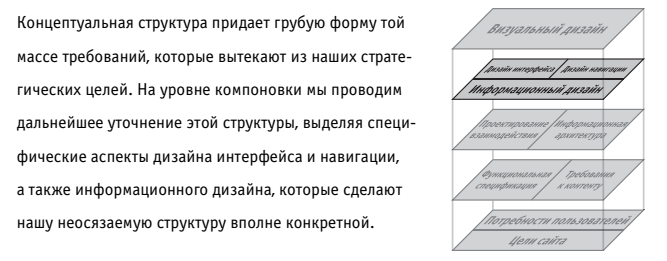 Концептуальная структура придает грубую форму той
массе требований, которые вытекают из наших страте-
гических целей. На уровне компоновки мы проводим
дальнейшее уточнение этой структуры, выделяя специ-
фические аспекты дизайна интерфейса и навигации,
а также информационного дизайна, которые сделают
нашу неосязаемую структуру вполне конкретной.
Визуальный дизайн
Дизайн интерфейса Дизайн навигации
Информационный дизайн
Проектирование Информационная
взаимодействия архитектура
Функциональная Требования
спецификация к контенту
Потребности пользователей
Цели сайта